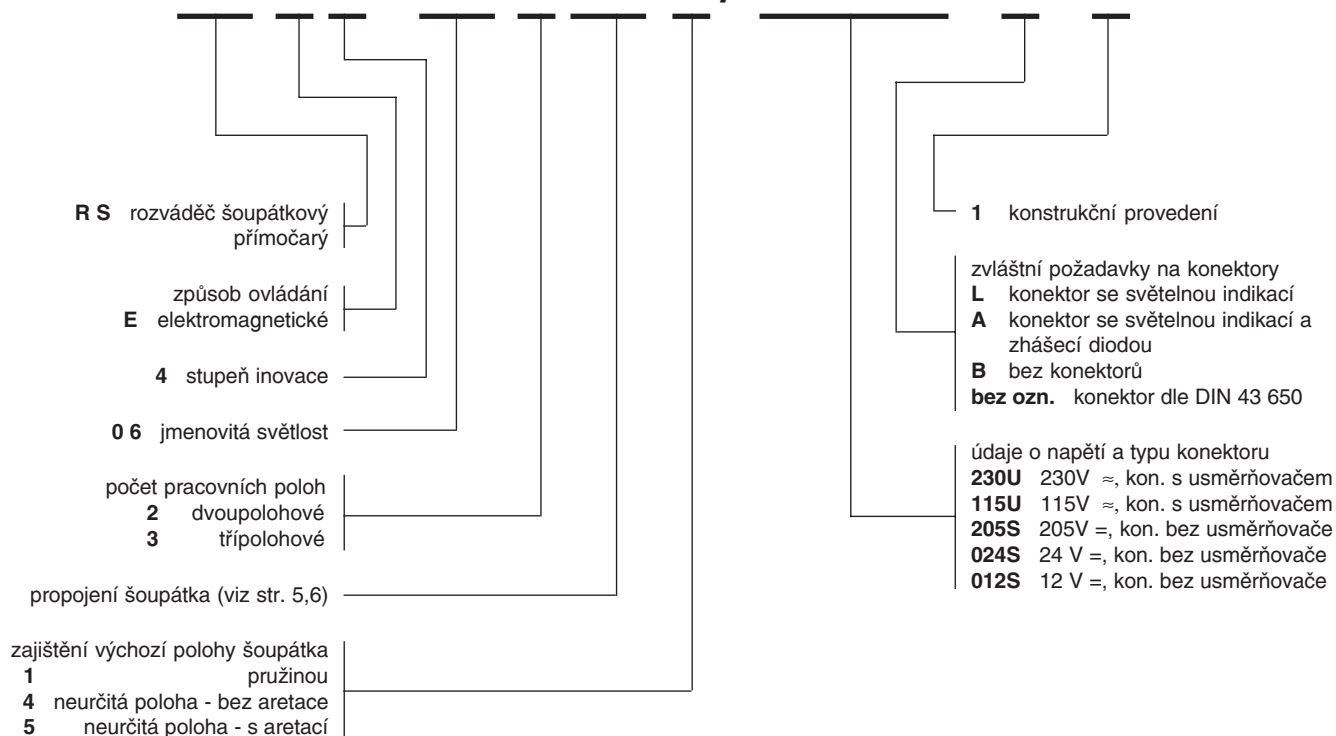 R S rozváděč šoupátkový
přímočarý
způsob ovládání
E elektromagnetické
4 stupeň inovace
0 6 jmenovitá světlost
počet pracovních poloh
2 dvoupolohové
3 třípolohové
propojení šoupátka (viz str. 5,6)
zajištění výchozí polohy šoupátka
1 pružinou
4 neurčitá poloha - bez aretace
5 neurčitá poloha - s aretací
1 konstrukční provedení
zvláštní požadavky na konektory
L konektor se světelnou indikací
A konektor se světelnou indikací a
zhášecí diodou
B bez konektorů
bez ozn. konektor dle DIN 43 650
údaje o napětí a typu konektoru
230U 230V ≈, kon. s usměrňovačem
115U 115V ≈, kon. s usměrňovačem
205S 205V =, kon. bez usměrňovače
024S 24 V =, kon. bez usměrňovače
012S 12 V =, kon. bez usměrňovače